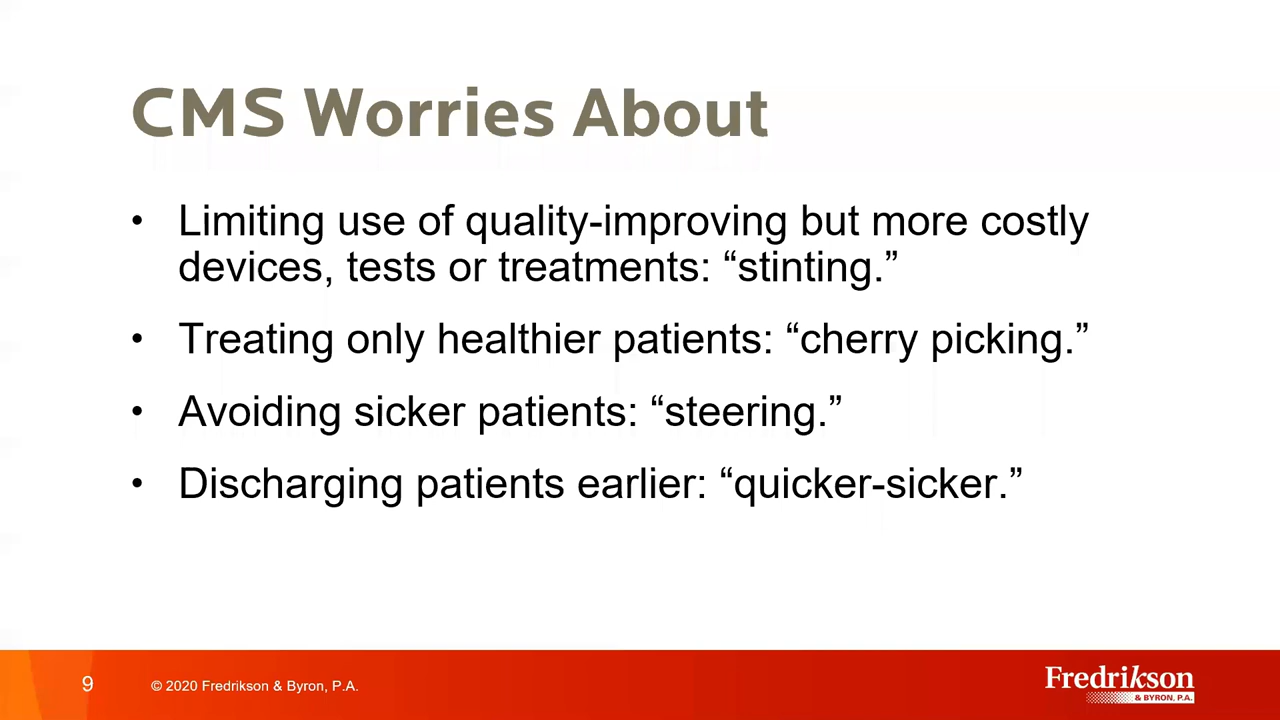 CMS Worries About
• Limiting use of quality-improving but more costly
devices, tests or treatments: “stinting.”
• Treating only healthier patients: “cherry picking.”
• Avoiding sicker patients: “steering.”
• Discharging patients earlier: “quicker-sicker.”
9
© 2020 Fredrikson & Byron, P.A.
Fredrikson
& BYRON, P.A.